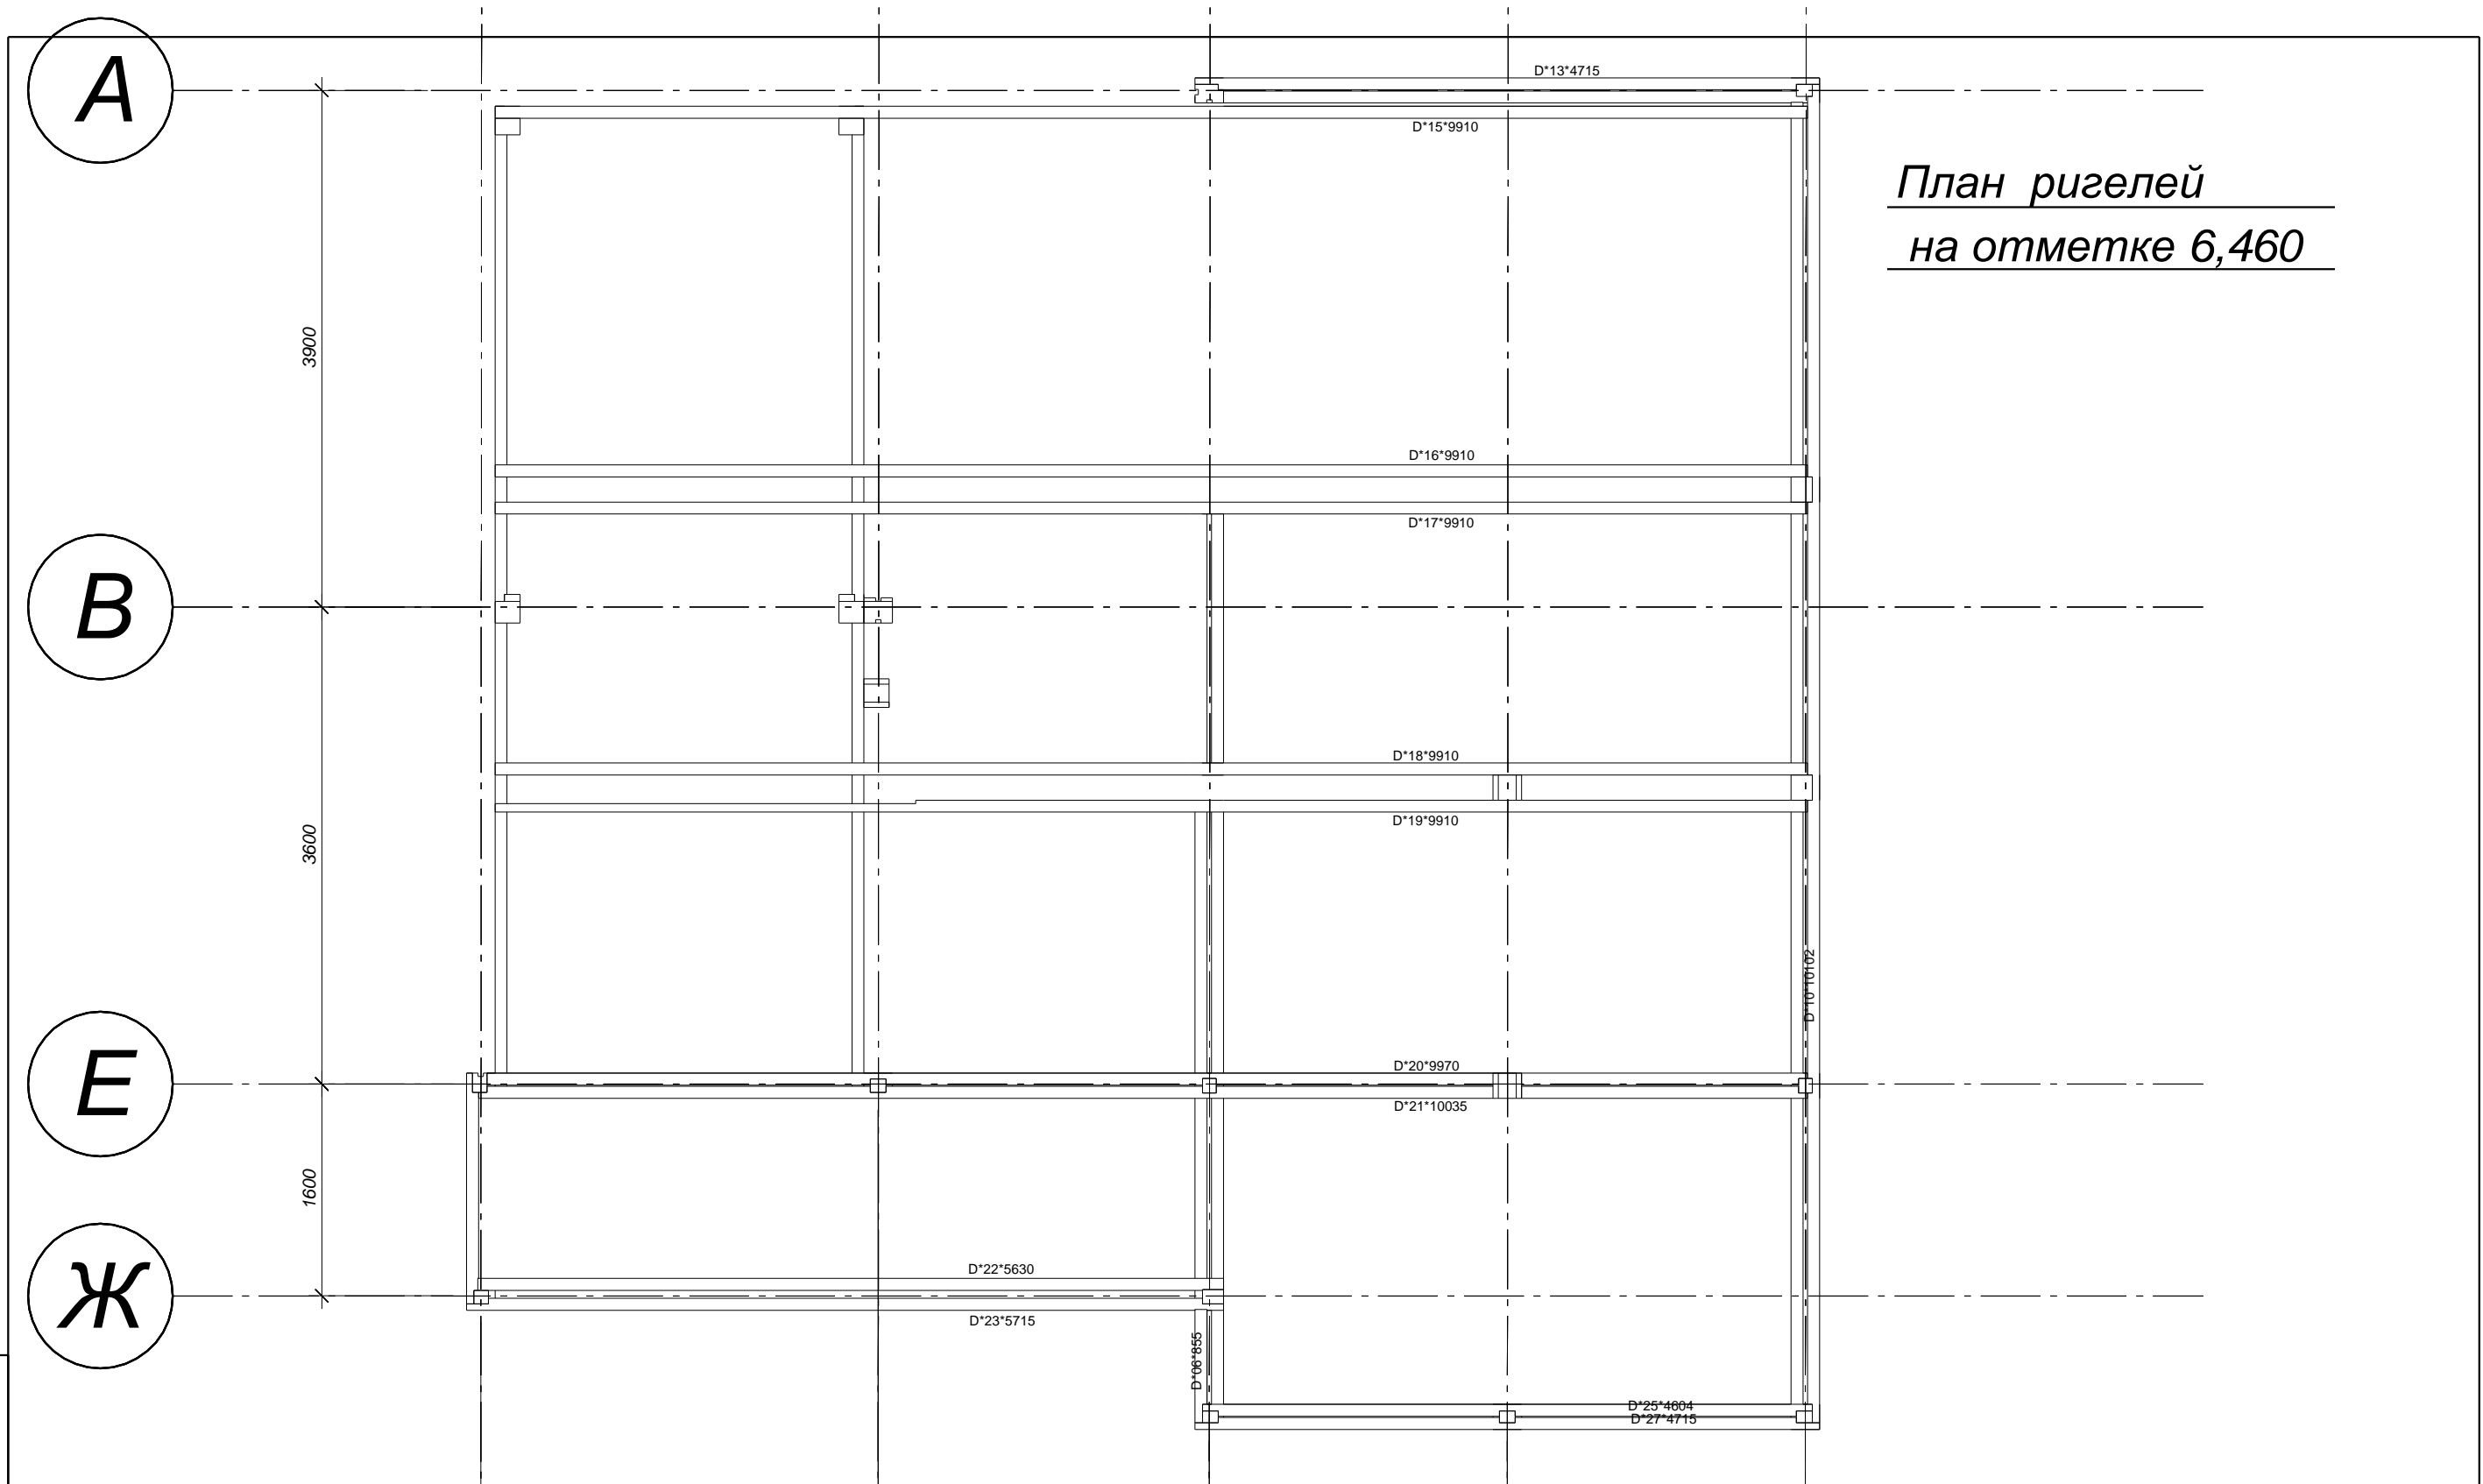 А
D*13*4715
D*15*9910
План ригелей
на отметке 6,460
3900
D*16*9910
D*17*9910
В
D*18*9910
3600
D*19*9910
D*10*10102
Е
D*20*9970
D*21*10035
1600
Ж
D*22*5630
D*23*5715
D*06*855
D*25*4604
D*27*4715